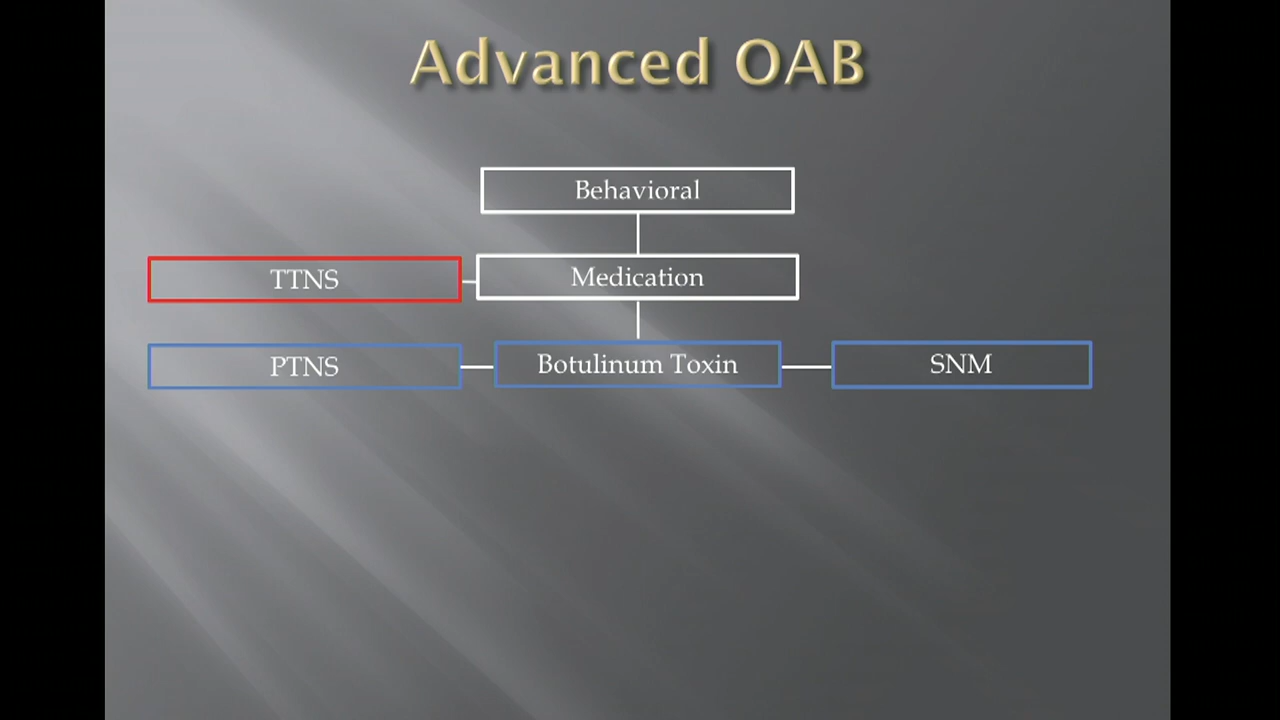 Advanced OAB
Behavioral
TTNS
Medication
PTNS
Botulinum Toxin
SNM